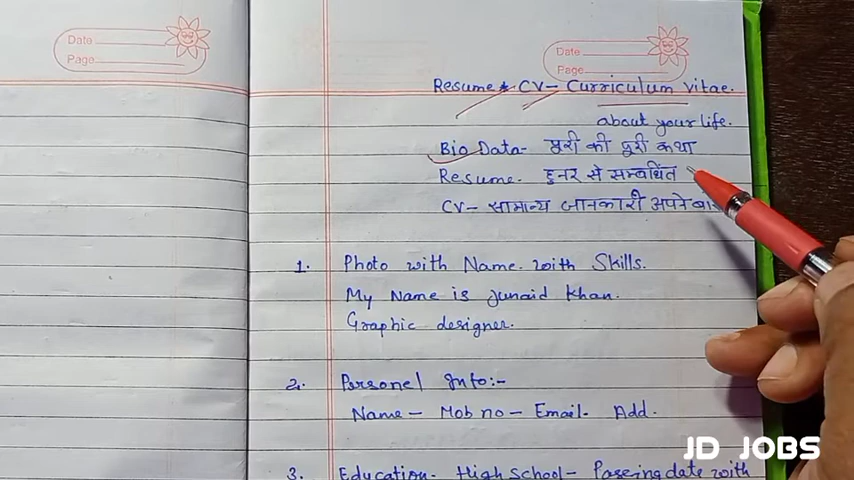 Date
Page
Date
Page
Resume * CV- Curriculum vitae.
about your life.
Bio Data- पुरी की पुरी कथा
Resume. हुनर से सम्बधित
CV- सामान्य जानकारी अपने
1. Photo with Name. with Skills.
My Name is Junaid Khan.
Graphic designer.
2. Personel Info:-
Name- Mob no- Email- Add.
3. Education- High School- Passing date with
JD JOBS